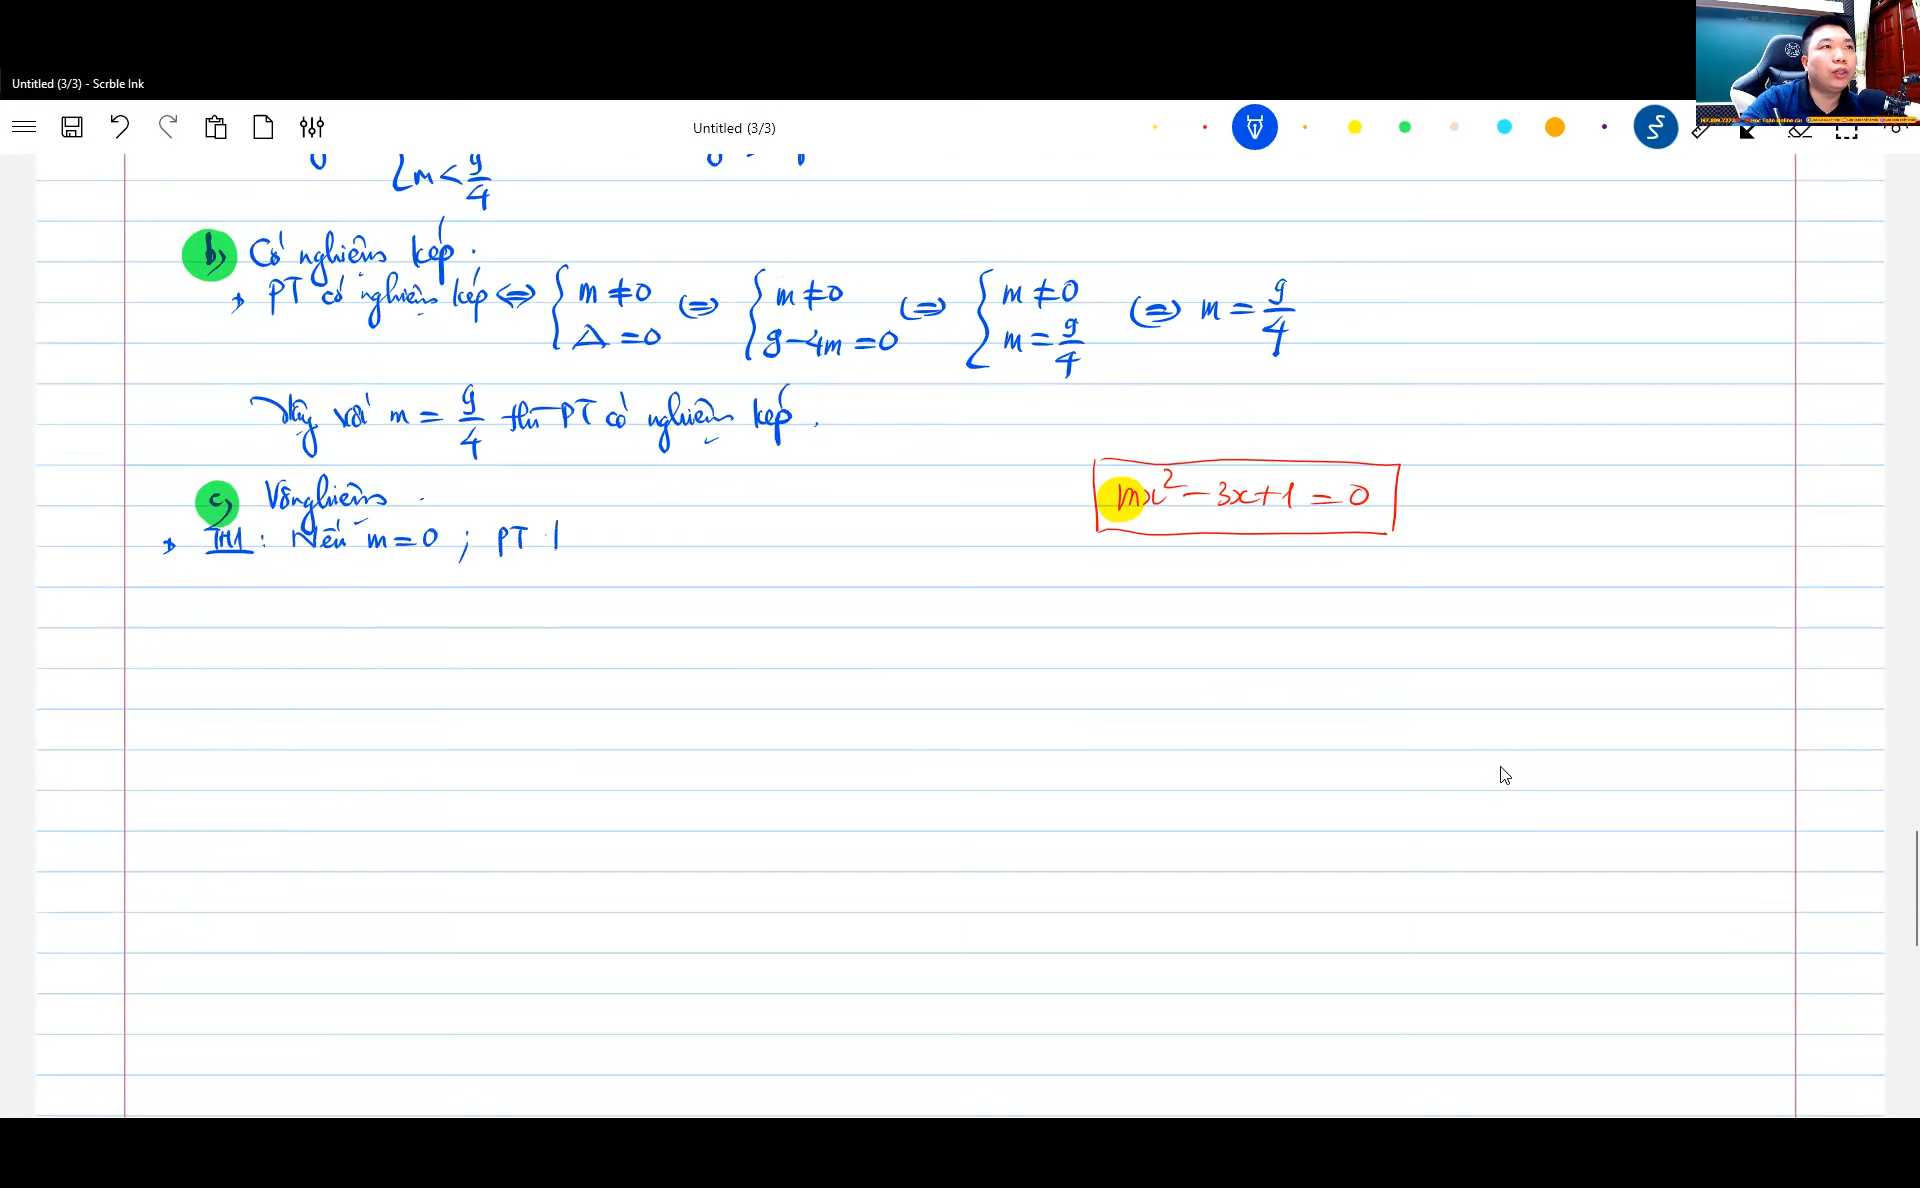 Untitled (3/3) - Scrble Ink
Untitled (3/3)
m < 9/4
b) Có nghiệm kép.
PT có nghiệm kép ⇔ { m ≠ 0 ; Δ = 0 ⇔ { m ≠ 0 ; 9 - 4m = 0 ⇔ { m ≠ 0 ; m = 9/4 ⇔ m = 9/4
Vậy với m = 9/4 thì PT có nghiệm kép.
c) Vô nghiệm.
mx² - 3x + 1 = 0
TH1: Nếu m = 0 ; PT